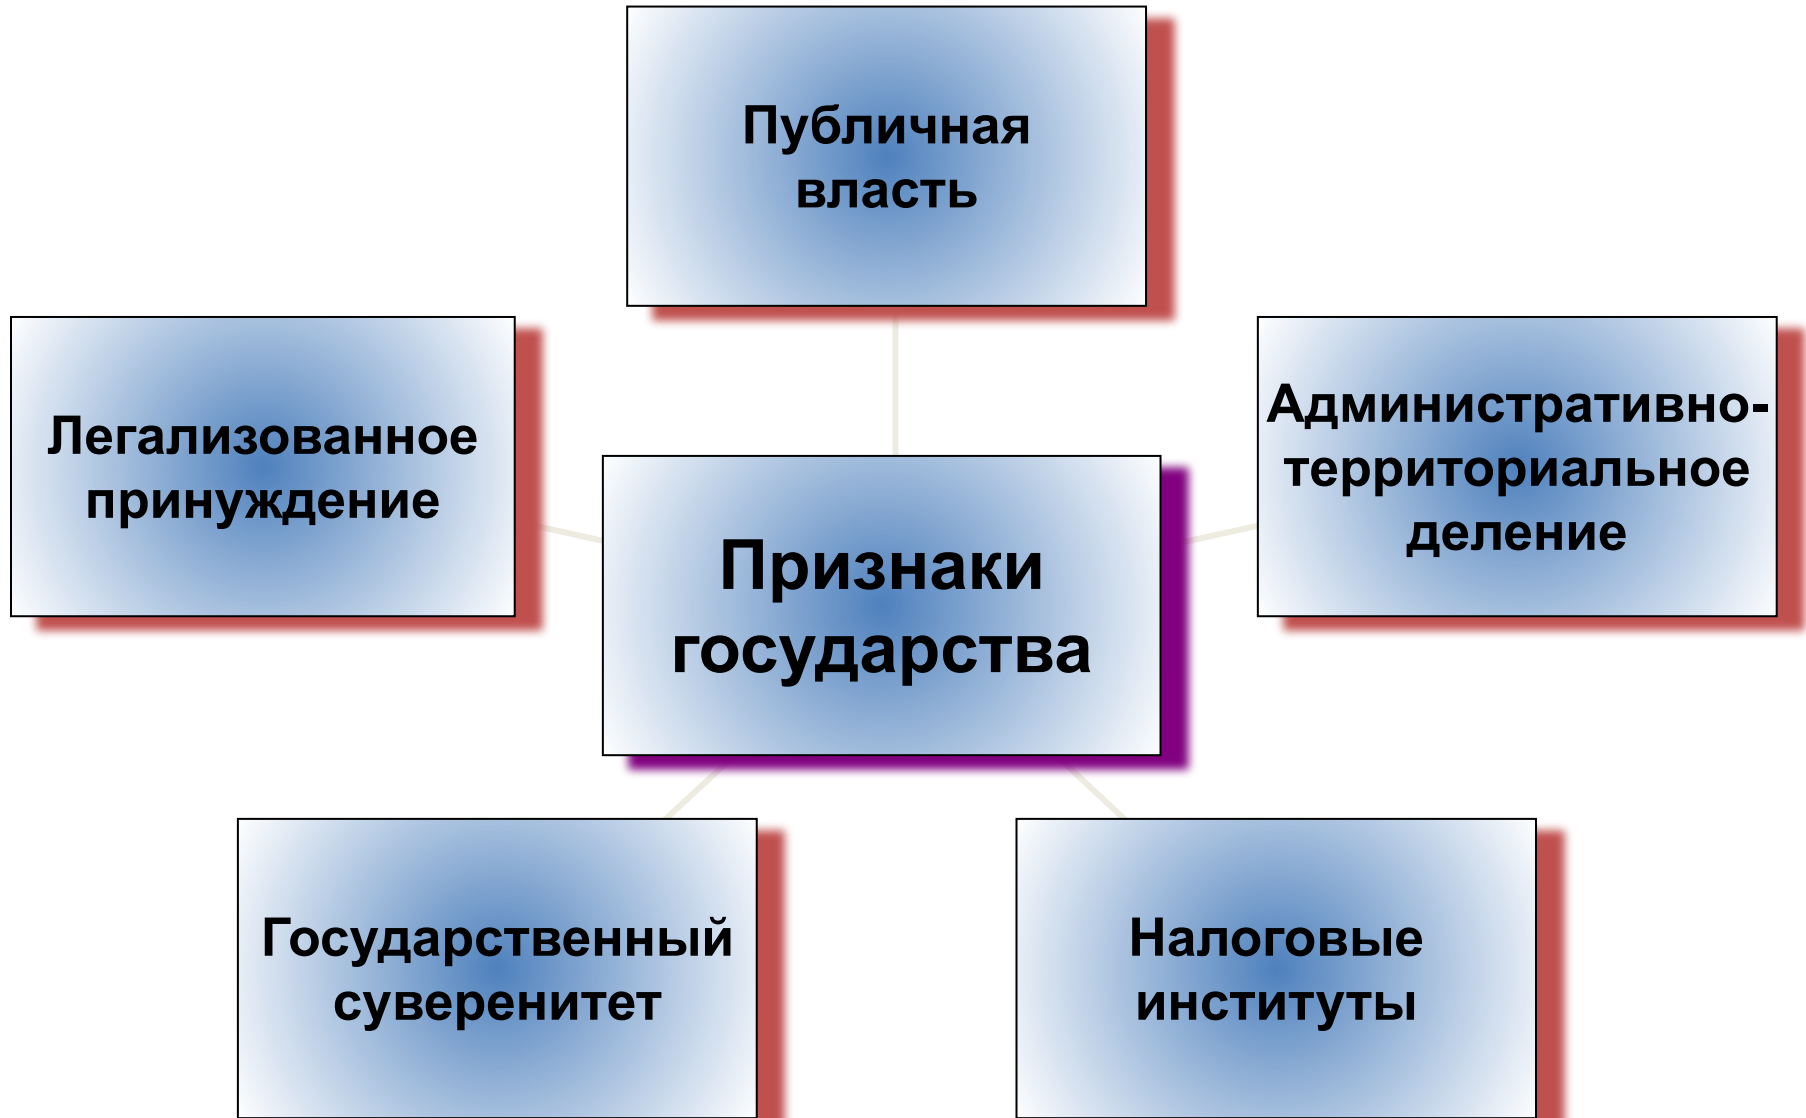 Публичная
власть
Легализованное
принуждение
Административно-
территориальное
деление
Признаки
государства
Государственный
суверенитет
Налоговые
институты